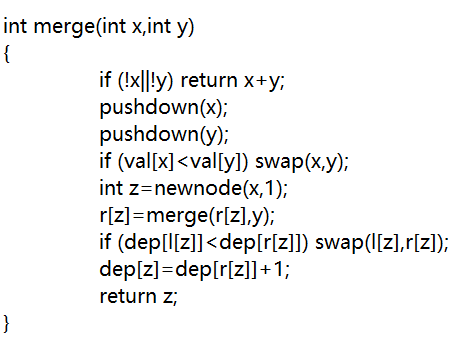 int merge(int x,int y)
{
if (!x||!y) return x+y;
pushdown(x);
pushdown(y);
if (val[x]<val[y]) swap(x,y);
int z=newnode(x,1);
r[z]=merge(r[z],y);
if (dep[l[z]]<dep[r[z]]) swap(l[z],r[z]);
dep[z]=dep[r[z]]+1;
return z;
}